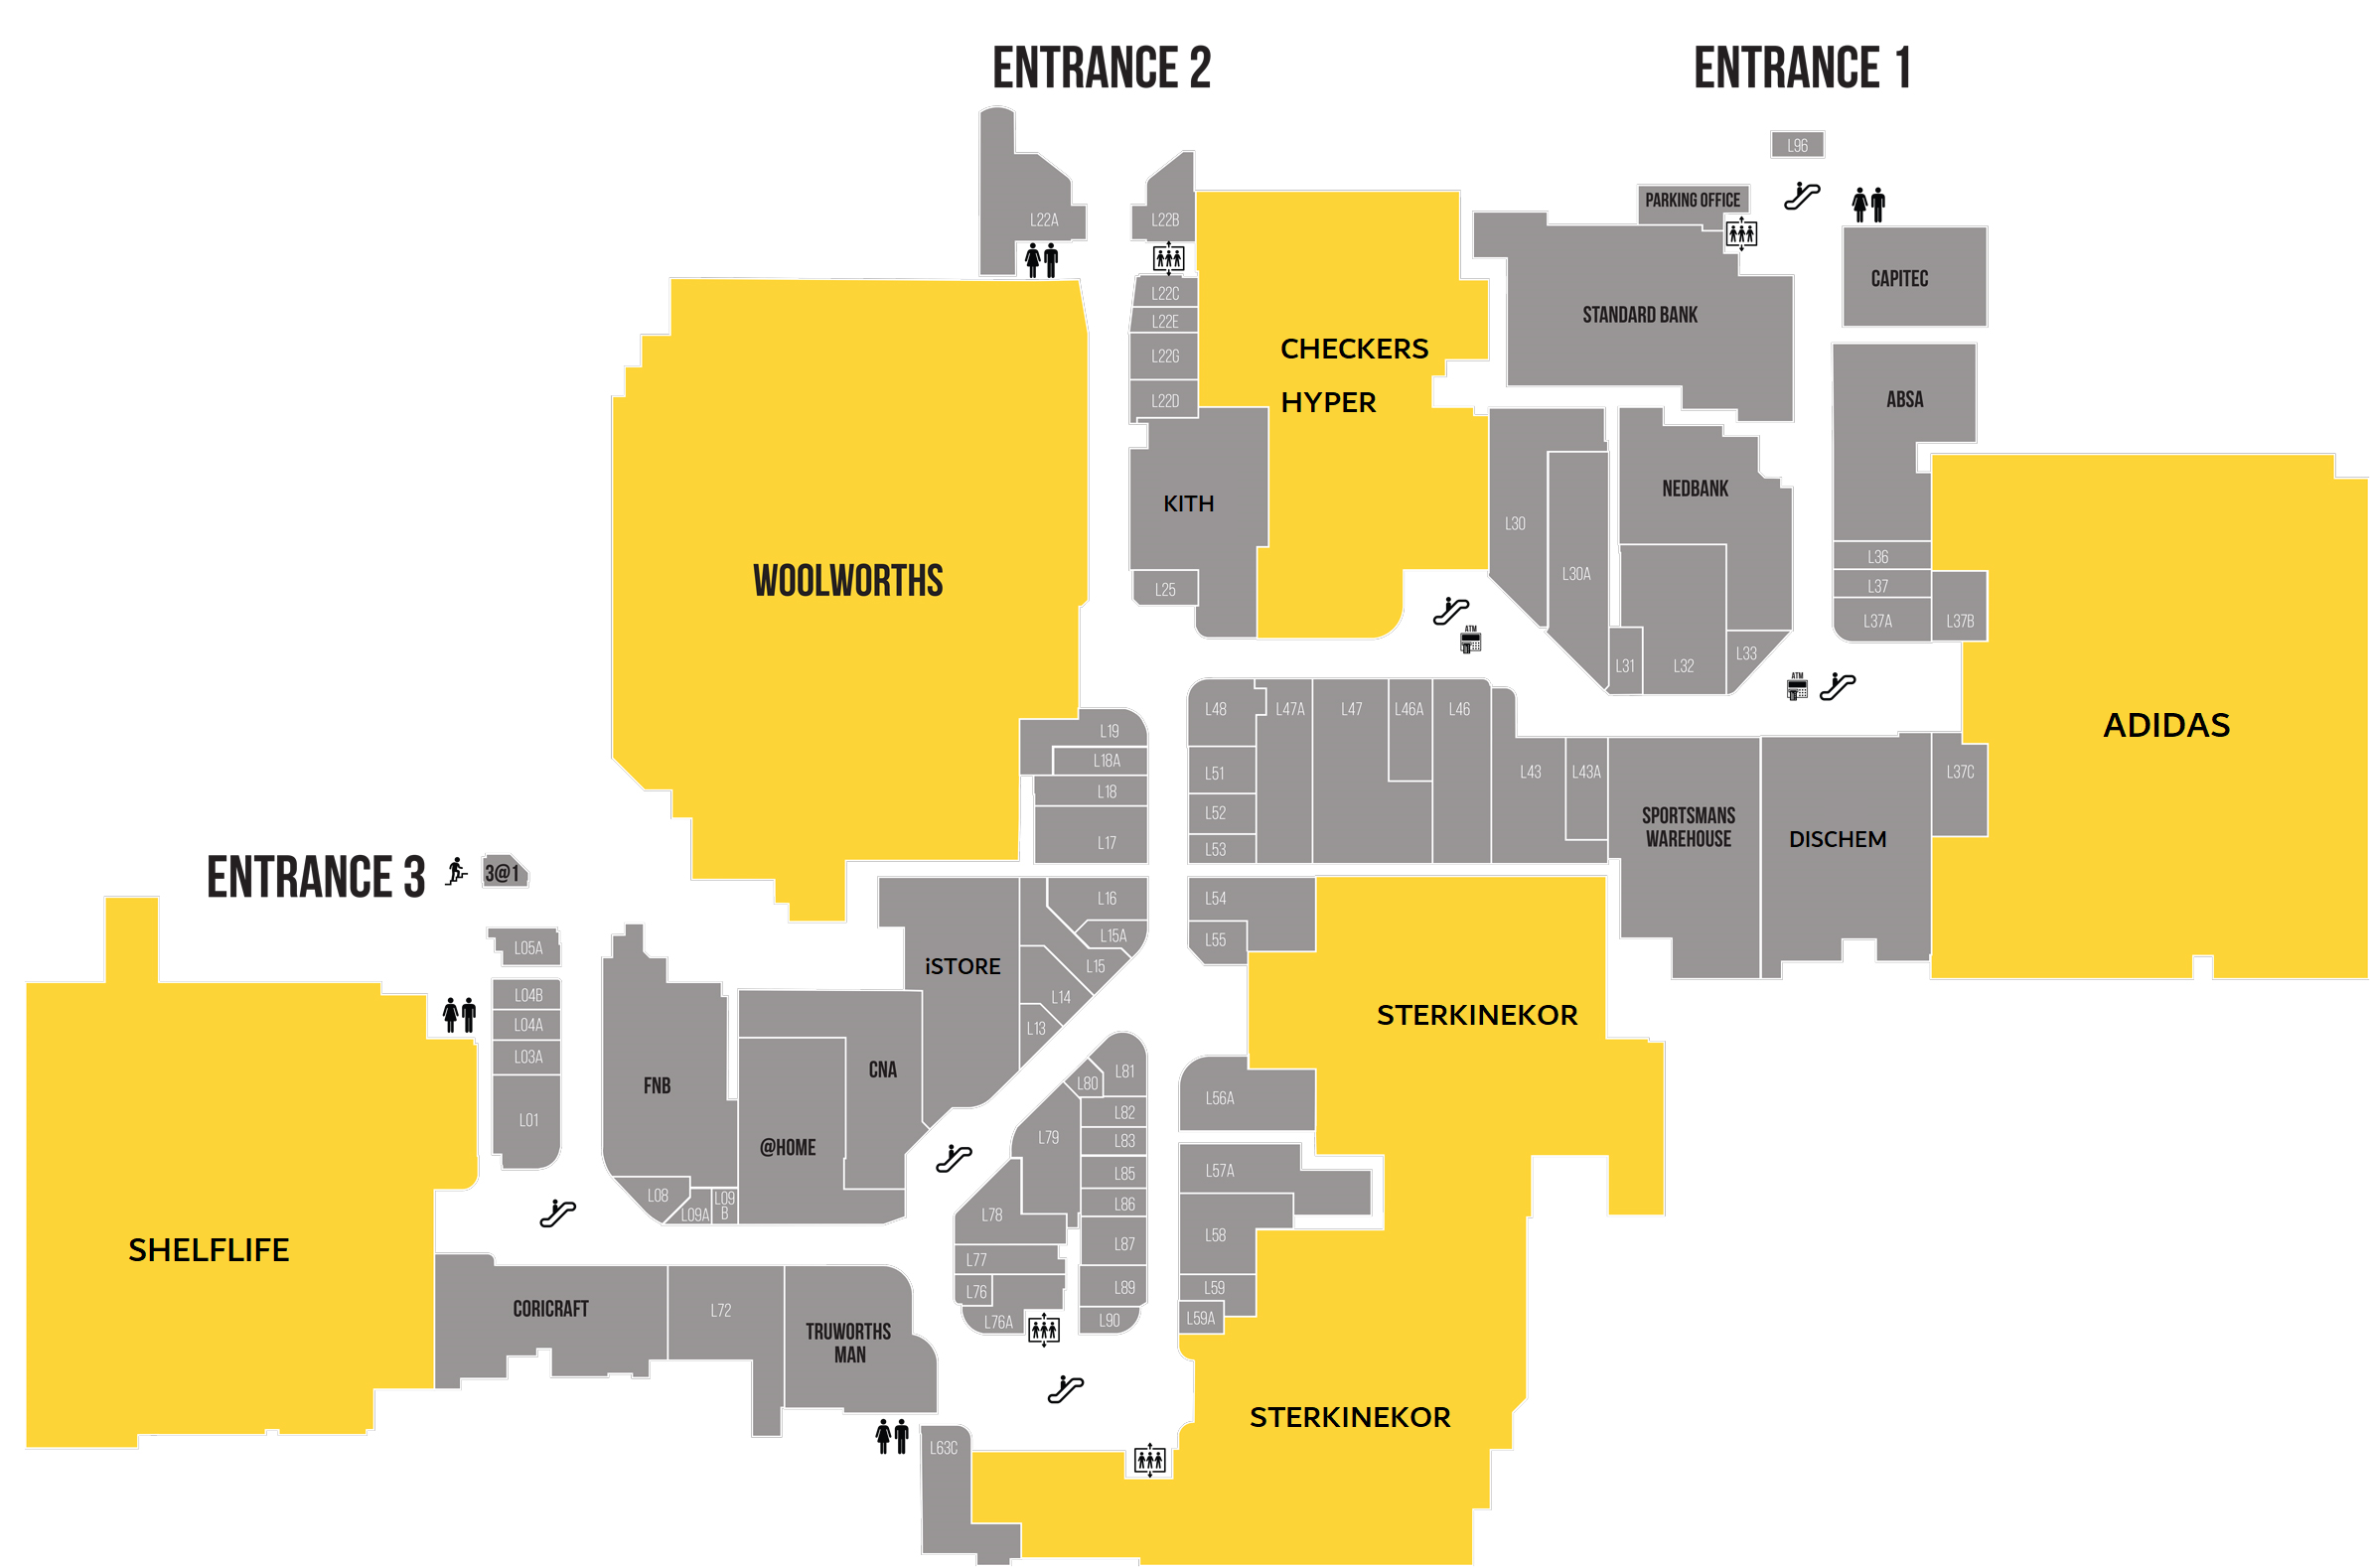 ENTRANCE 2
ENTRANCE 1
L96
PARKING OFFICE
L22A
L22B
CAPITEC
L22C
STANDARD BANK
L22E
CHECKERS
HYPER
L22G
L22D
ABSA
KITH
NEDBANK
L30
L36
WOOLWORTHS
L30A
L37
L25
L37A
L37B
ATM
L31
L32
L33
ATM
L48
L47A
L47
L46A
L46
ADIDAS
L19
L18A
L51
L43
L43A
L37C
L18
L52
SPORTSMANS
WAREHOUSE
DISCHEM
L17
L53
ENTRANCE 3
3@1
L16
L54
L15A
L55
L05A
iSTORE
L15
L04B
L14
STERKINEKOR
L04A
L13
L03A
FNB
CNA
L81
L80
L56A
L01
L82
@HOME
L79
L83
L85
L57A
L08
L09A
L09
B
L86
L78
SHELFLIFE
L87
L58
L77
L76
L89
L59
CORICRAFT
L72
TRUWORTHS
MAN
L76A
L90
L59A
STERKINEKOR
L63C